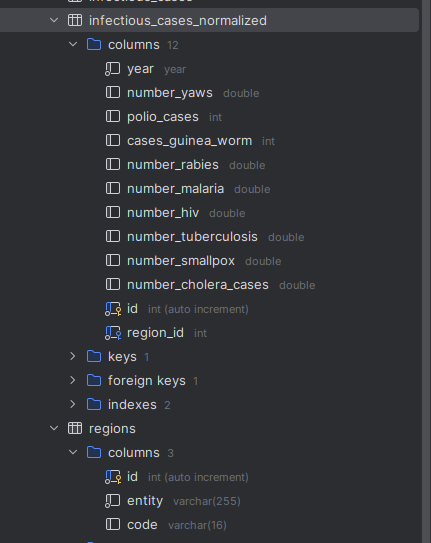 infectious_cases_normalized
columns 12
year year
number_yaws double
polio_cases int
cases_guinea_worm int
number_rabies double
number_malaria double
number_hiv double
number_tuberculosis double
number_smallpox double
number_cholera_cases double
id int (auto increment)
region_id int
keys 1
foreign keys 1
indexes 2
regions
columns 3
id int (auto increment)
entity varchar(255)
code varchar(16)